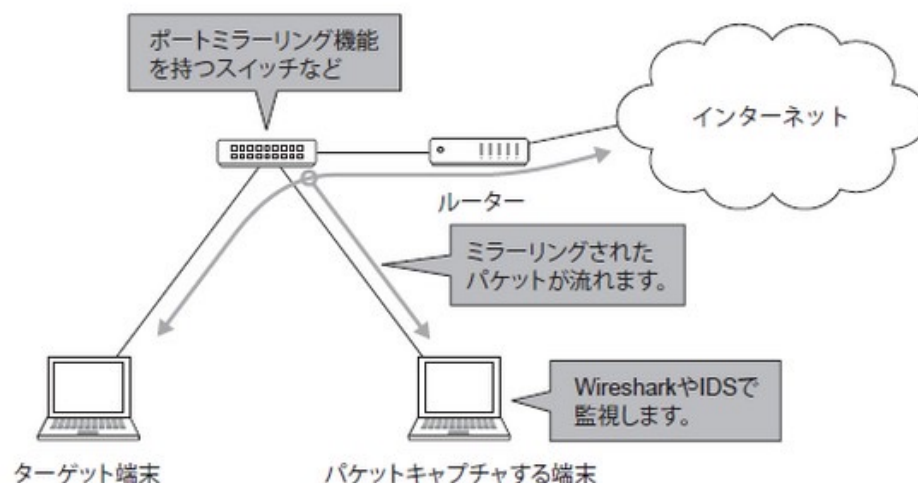 ポートミラーリング機能
を持つスイッチなど
インターネット
ルーター
ミラーリングされた
パケットが流れます。
WiresharkやIDSで
監視します。
ターゲット端末
パケットキャプチャする端末